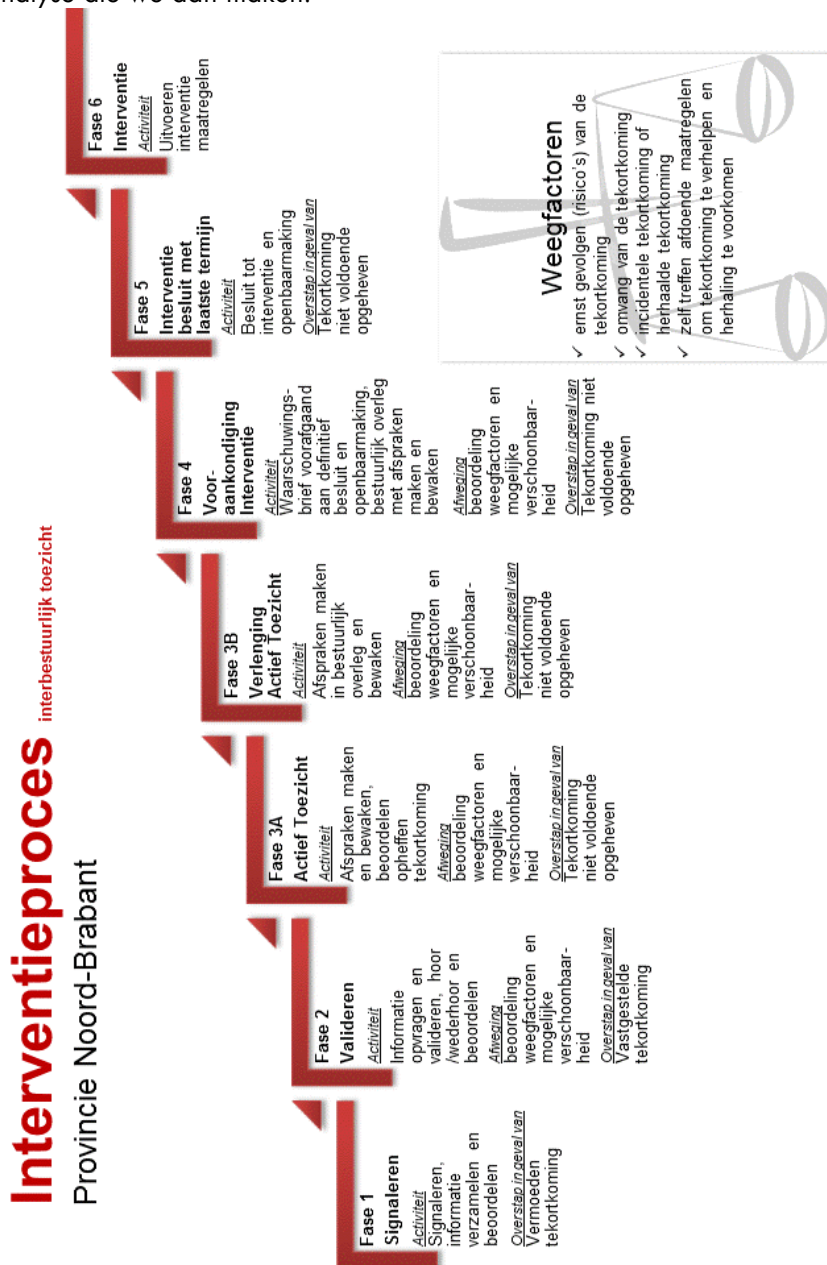 nalyse die we dan maken.
Interventieproces interbestuurlijk toezicht
Provincie Noord-Brabant
Fase 1
Signaleren
Activiteit
Signaleren,
informatie
verzamelen en
beoordelen
Overstap in geval van
Vermoeden
tekortkoming
Fase 2
Valideren
Activiteit
Informatie
opvragen en
valideren, hoor
/wederhoor en
beoordelen
Afweging
beoordeling
weegfactoren en
mogelijke
verschoonbaar-
heid
Overstap in geval van
Vastgestelde
tekortkoming
Fase 3A
Actief Toezicht
Activiteit
Afspraken maken
en bewaken,
beoordelen
opheffen
tekortkoming
Afweging
beoordeling
weegfactoren en
mogelijke
verschoonbaar-
heid
Overstap in geval van
Tekortkoming
niet voldoende
opgeheven
Fase 3B
Verlenging
Actief Toezicht
Activiteit
Afspraken maken
in bestuurlijk
overleg en
bewaken
Afweging
beoordeling
weegfactoren en
mogelijke
verschoonbaar-
heid
Overstap in geval van
Tekortkoming
niet voldoende
opgeheven
Fase 4
Voor-
aankondiging
Interventie
Activiteit
Waarschuwings-
brief voorafgaand
aan definitief
besluit en
openbaarmaking,
bestuurlijk overleg
met afspraken
maken en
bewaken
Afweging
beoordeling
weegfactoren en
mogelijke
verschoonbaar-
heid
Overstap in geval van
Tekortkoming niet
voldoende
opgeheven
Fase 5
Interventie
besluit met
laatste termijn
Activiteit
Besluit tot
interventie en
openbaarmaking
Overstap in geval van
Tekortkoming
niet voldoende
opgeheven
Fase 6
Interventie
Activiteit
Uitvoeren
interventie
maatregelen
Weegfactoren
✓ ernst gevolgen (risico's) van de
tekortkoming
✓ omvang van de tekortkoming
✓ incidentele tekortkoming of
herhaalde tekortkoming
✓ zelf treffen afdoende maatregelen
om tekortkoming te verhelpen en
herhaling te voorkomen